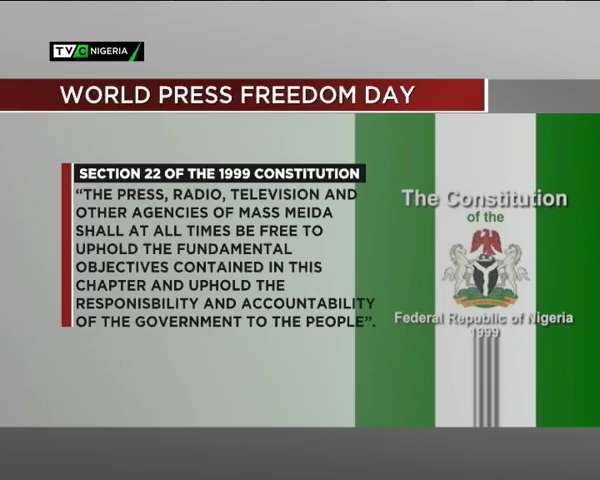 TVC NIGERIA
WORLD PRESS FREEDOM DAY
SECTION 22 OF THE 1999 CONSTITUTION
“THE PRESS, RADIO, TELEVISION AND
OTHER AGENCIES OF MASS MEIDA
SHALL AT ALL TIMES BE FREE TO
UPHOLD THE FUNDAMENTAL
OBJECTIVES CONTAINED IN THIS
CHAPTER AND UPHOLD THE
RESPONISBILITY AND ACCOUNTABILITY
OF THE GOVERNMENT TO THE PEOPLE”.
The Constitution
of the
Federal Republic of Nigeria
1999